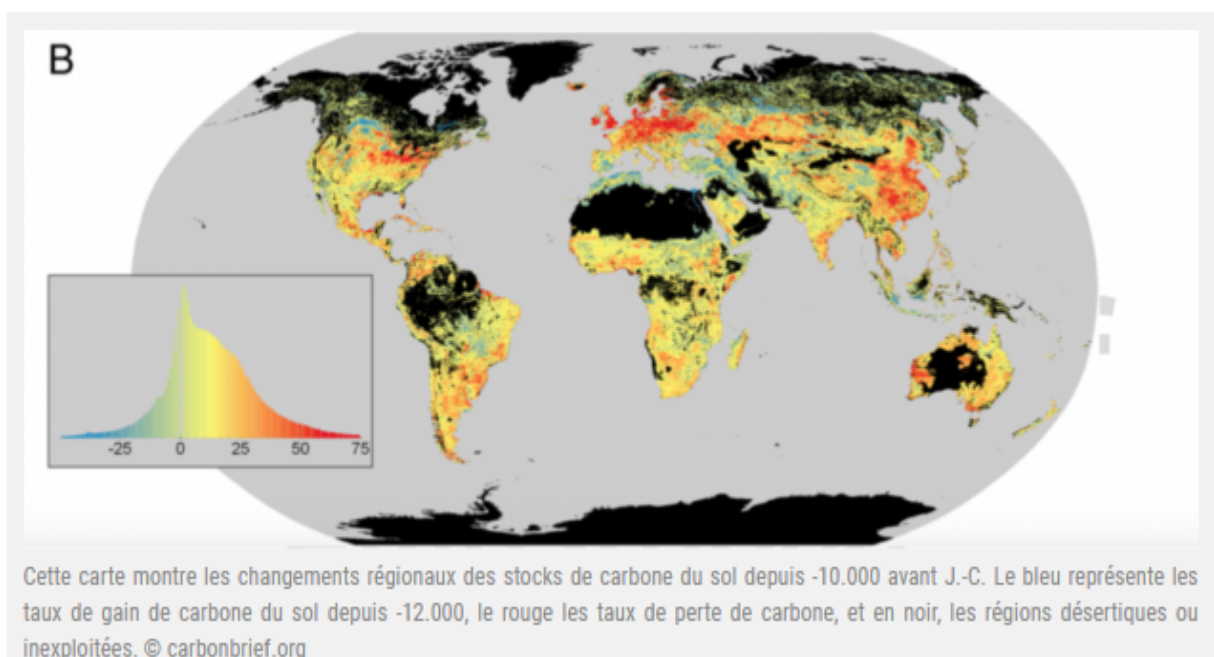 B
-25 0 25 50 75
Cette carte montre les changements régionaux des stocks de carbone du sol depuis -10.000 avant J.-C. Le bleu représente les
taux de gain de carbone du sol depuis -12.000, le rouge les taux de perte de carbone, et en noir, les régions désertiques ou
inexploitées. © carbonbrief.org